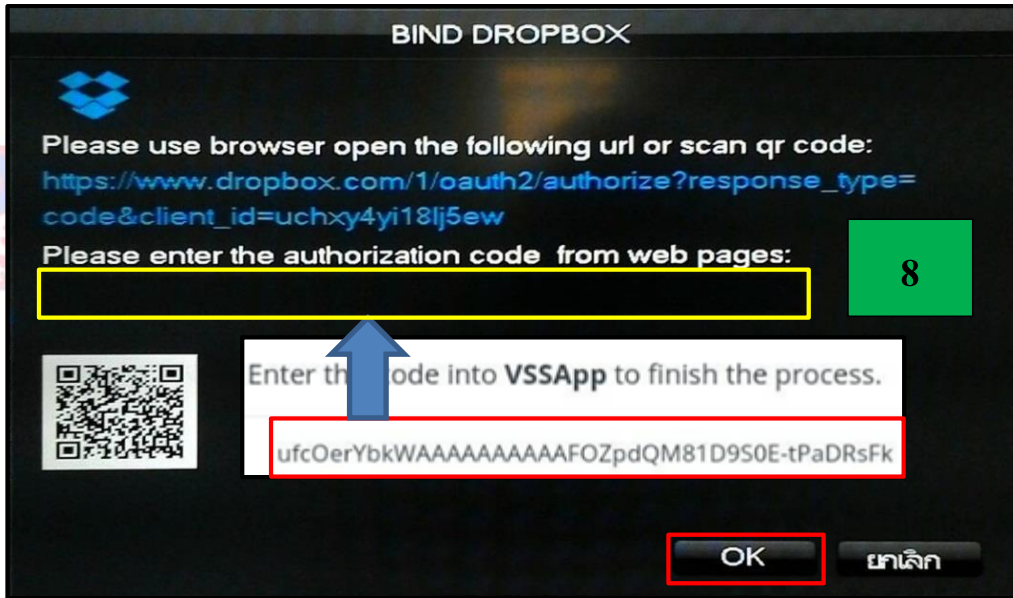 BIND DROPBOX
Please use browser open the following url or scan qr code:
https://www.dropbox.com/1/oauth2/authorize?response_type=
code&client_id=uchxy4yi18lj5ew
Please enter the authorization code from web pages:
8
Enter th code into VSSApp to finish the process.
ufcOerYbkWAAAAAAAAAAFOZpdQM81D9S0E-tPaDRsFk
OK
ยกเลิก